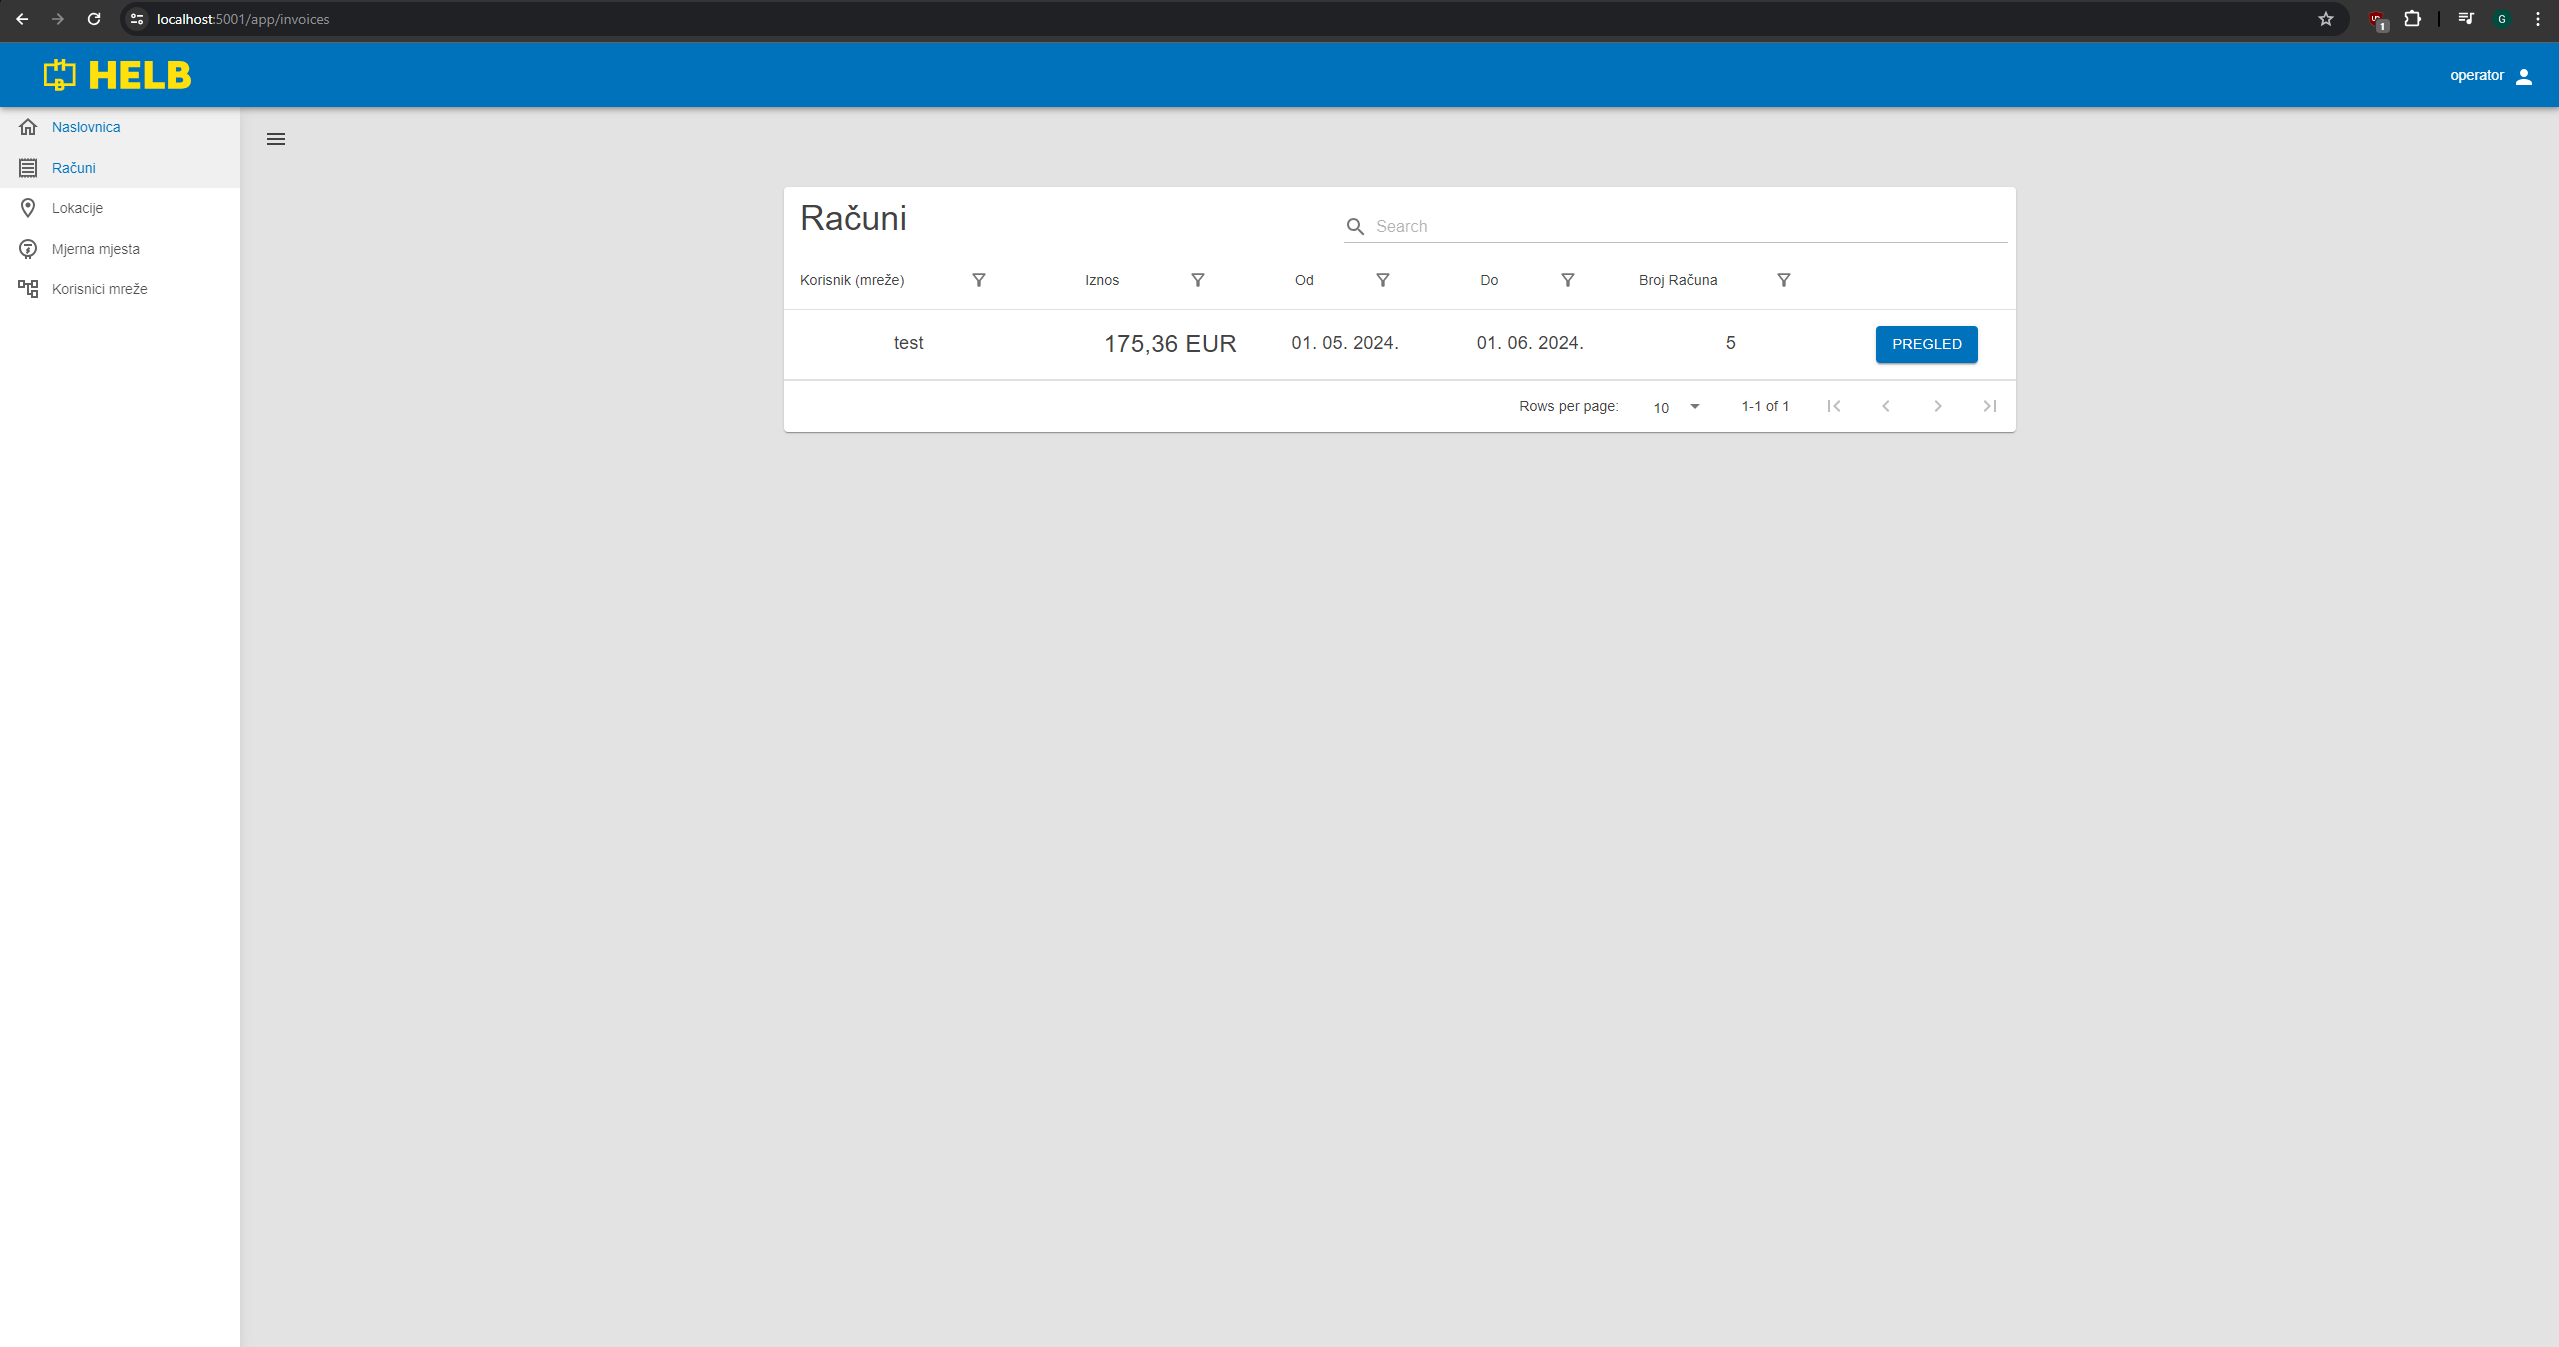 localhost:5001/app/invoices
HELB
operator
Naslovnica
Računi
Lokacije
Mjerna mjesta
Korisnici mreže
Računi
Search
Korisnik (mreže) Iznos Od Do Broj Računa
test 175,36 EUR 01. 05. 2024. 01. 06. 2024. 5 PREGLED
Rows per page: 10 1-1 of 1
G
1